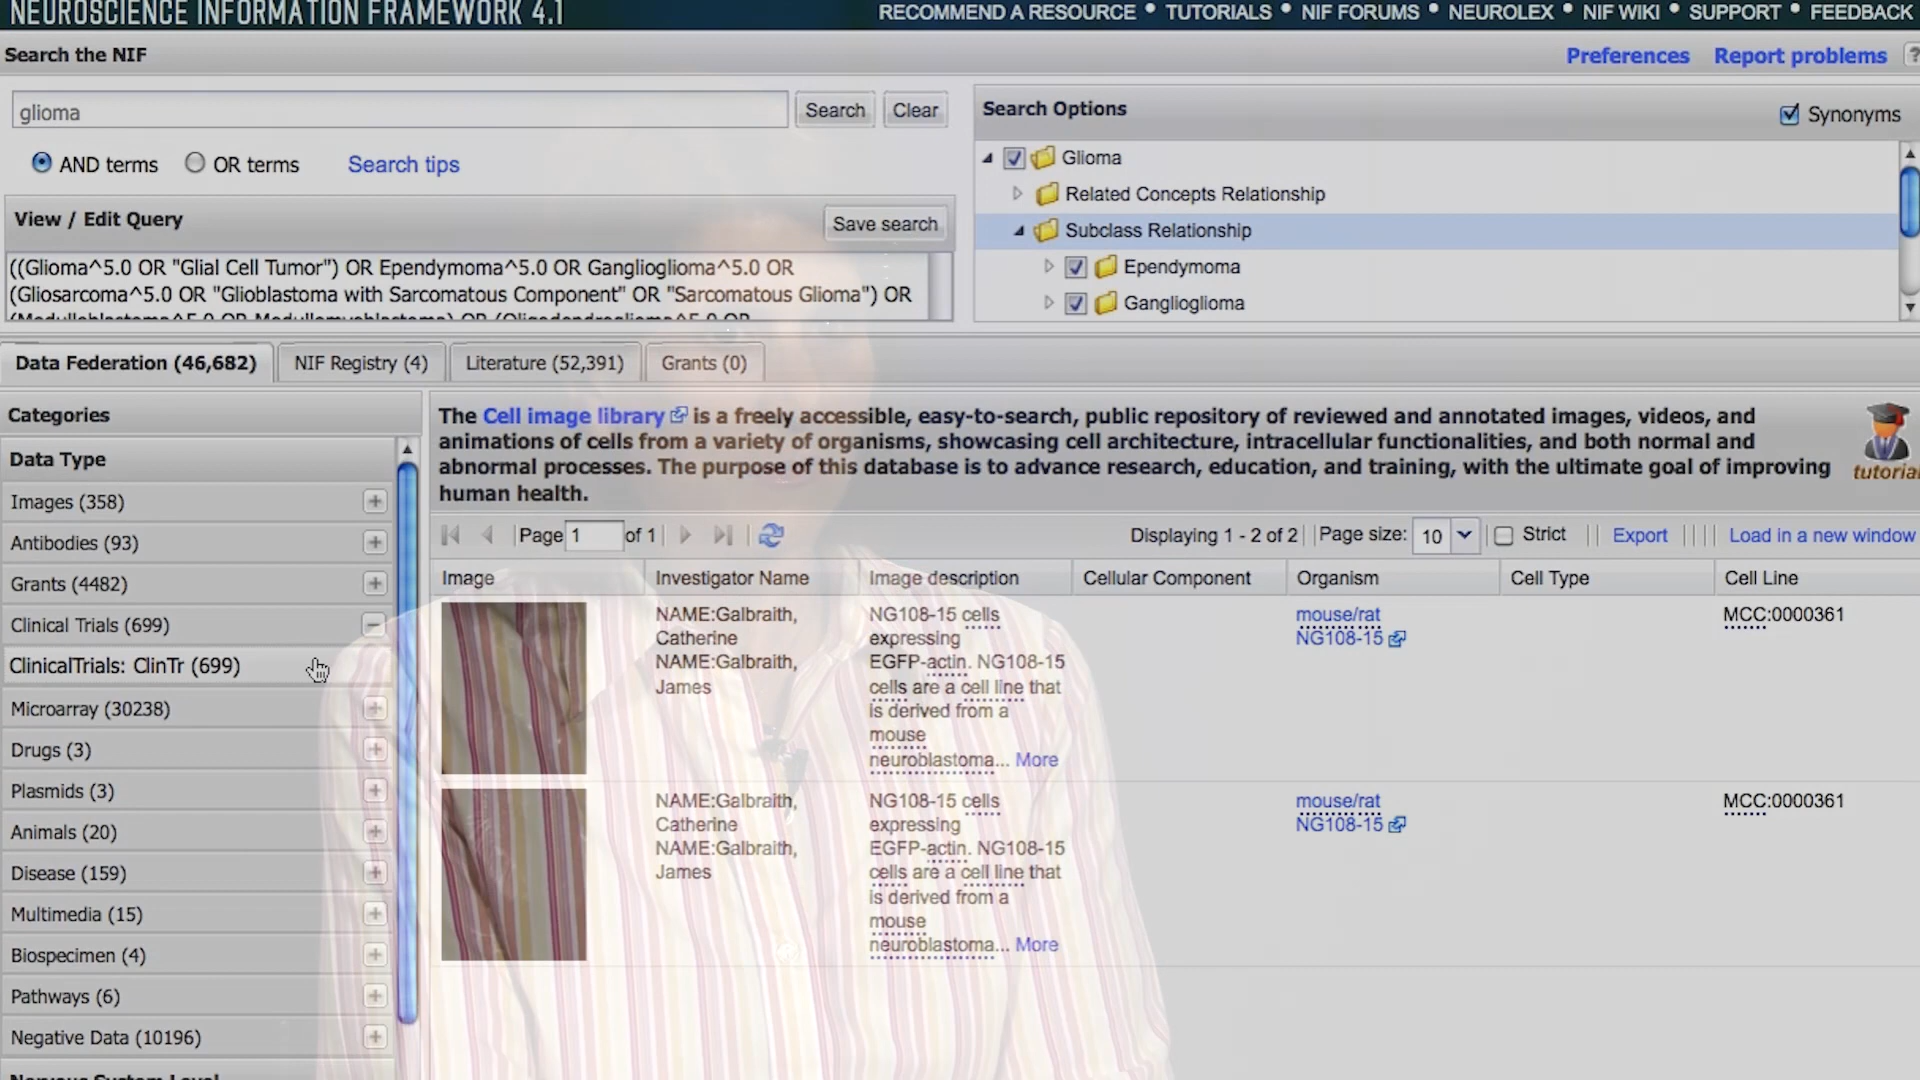 NEUROSCIENCE INFORMATION FRAMEWORK 4.1
RECOMMEND A RESOURCE • TUTORIALS • NIF FORUMS • NEUROLEX • NIF WIKI • SUPPORT • FEEDBACK
Search the NIF
Preferences
Report problems
?
glioma
Search
Clear
AND terms
OR terms
Search tips
View / Edit Query
Save search
((Glioma^5.0 OR "Glial Cell Tumor") OR Ependymoma^5.0 OR Ganglioglioma^5.0 OR
(Gliosarcoma^5.0 OR "Glioblastoma with Sarcomatous Component" OR "Sarcomatous Glioma") OR
(Medulloblastoma^5.0 OR Medullomyoblastoma) OR (Oligodendroglioma^5.0 OR
Search Options
Synonyms
Glioma
Related Concepts Relationship
Subclass Relationship
Ependymoma
Ganglioglioma
Data Federation (46,682)
NIF Registry (4)
Literature (52,391)
Grants (0)
Categories
Data Type
Images (358)
Antibodies (93)
Grants (4482)
Clinical Trials (699)
ClinicalTrials: ClinTr (699)
Microarray (30238)
Drugs (3)
Plasmids (3)
Animals (20)
Disease (159)
Multimedia (15)
Biospecimen (4)
Pathways (6)
Negative Data (10196)
Nervous System Level
The Cell image library is a freely accessible, easy-to-search, public repository of reviewed and annotated images, videos, and
animations of cells from a variety of organisms, showcasing cell architecture, intracellular functionalities, and both normal and
abnormal processes. The purpose of this database is to advance research, education, and training, with the ultimate goal of improving
human health.
tutorial
Page 1 of 1
Displaying 1 - 2 of 2
Page size: 10
Strict
Export
Load in a new window
Image
Investigator Name
Image description
Cellular Component
Organism
Cell Type
Cell Line
NAME:Galbraith,
Catherine
NAME:Galbraith,
James
NG108-15 cells
expressing
EGFP-actin. NG108-15
cells are a cell line that
is derived from a
mouse
neuroblastoma... More
mouse/rat
NG108-15
MCC:0000361
NAME:Galbraith,
Catherine
NAME:Galbraith,
James
NG108-15 cells
expressing
EGFP-actin. NG108-15
cells are a cell line that
is derived from a
mouse
neuroblastoma... More
mouse/rat
NG108-15
MCC:0000361